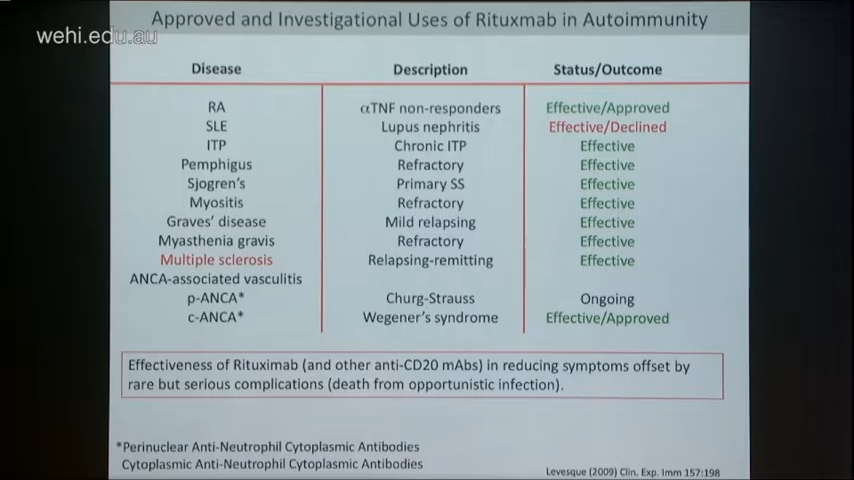 Approved and Investigational Uses of Rituxmab in Autoimmunity
wehi.edu.au
Disease Description Status/Outcome
RA αTNF non-responders Effective/Approved
SLE Lupus nephritis Effective/Declined
ITP Chronic ITP Effective
Pemphigus Refractory Effective
Sjogren's Primary SS Effective
Myositis Refractory Effective
Graves' disease Mild relapsing Effective
Myasthenia gravis Refractory Effective
Multiple sclerosis Relapsing-remitting Effective
ANCA-associated vasculitis
p-ANCA* Churg-Strauss Ongoing
c-ANCA* Wegener's syndrome Effective/Approved
Effectiveness of Rituximab (and other anti-CD20 mAbs) in reducing symptoms offset by
rare but serious complications (death from opportunistic infection).
*Perinuclear Anti-Neutrophil Cytoplasmic Antibodies
Cytoplasmic Anti-Neutrophil Cytoplasmic Antibodies
Levesque (2009) Clin. Exp. Imm 157:198